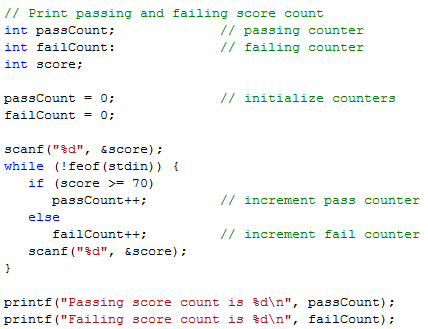 // Print passing and failing score count
int passCount;             // passing counter
int failCount:             // failing counter
int score;

passCount = 0;             // initialize counters
failCount = 0;

scanf("%d", &score);
while (!feof(stdin)) {
   if (score >= 70)
      passCount++;         // increment pass counter
   else
      failCount++;         // increment fail counter
   scanf("%d", &score);
}

printf("Passing score count is %d\n", passCount);
printf("Failing score count is %d\n", failCount);